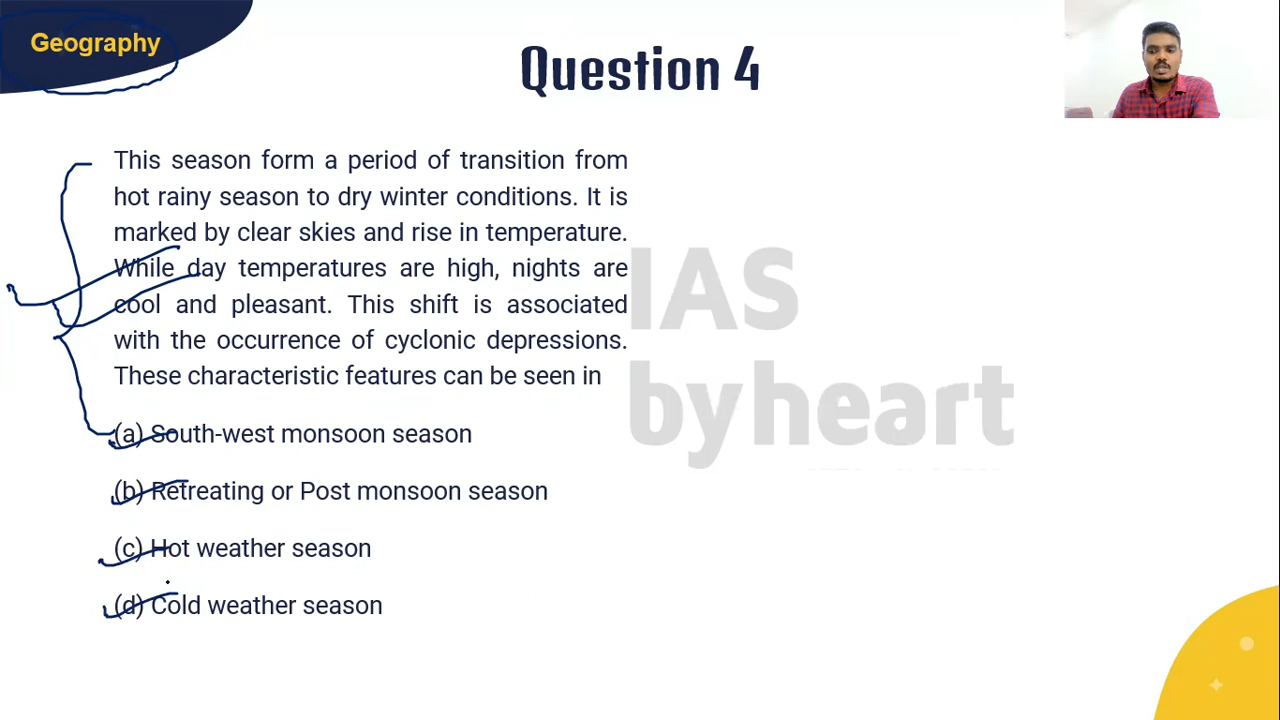 Geography
Question 4
This season form a period of transition from
hot rainy season to dry winter conditions. It is
marked by clear skies and rise in temperature.
While day temperatures are high, nights are
cool and pleasant. This shift is associated
with the occurrence of cyclonic depressions.
These characteristic features can be seen in
(a) South-west monsoon season
(b) Retreating or Post monsoon season
(c) Hot weather season
(d) Cold weather season
IAS
by heart